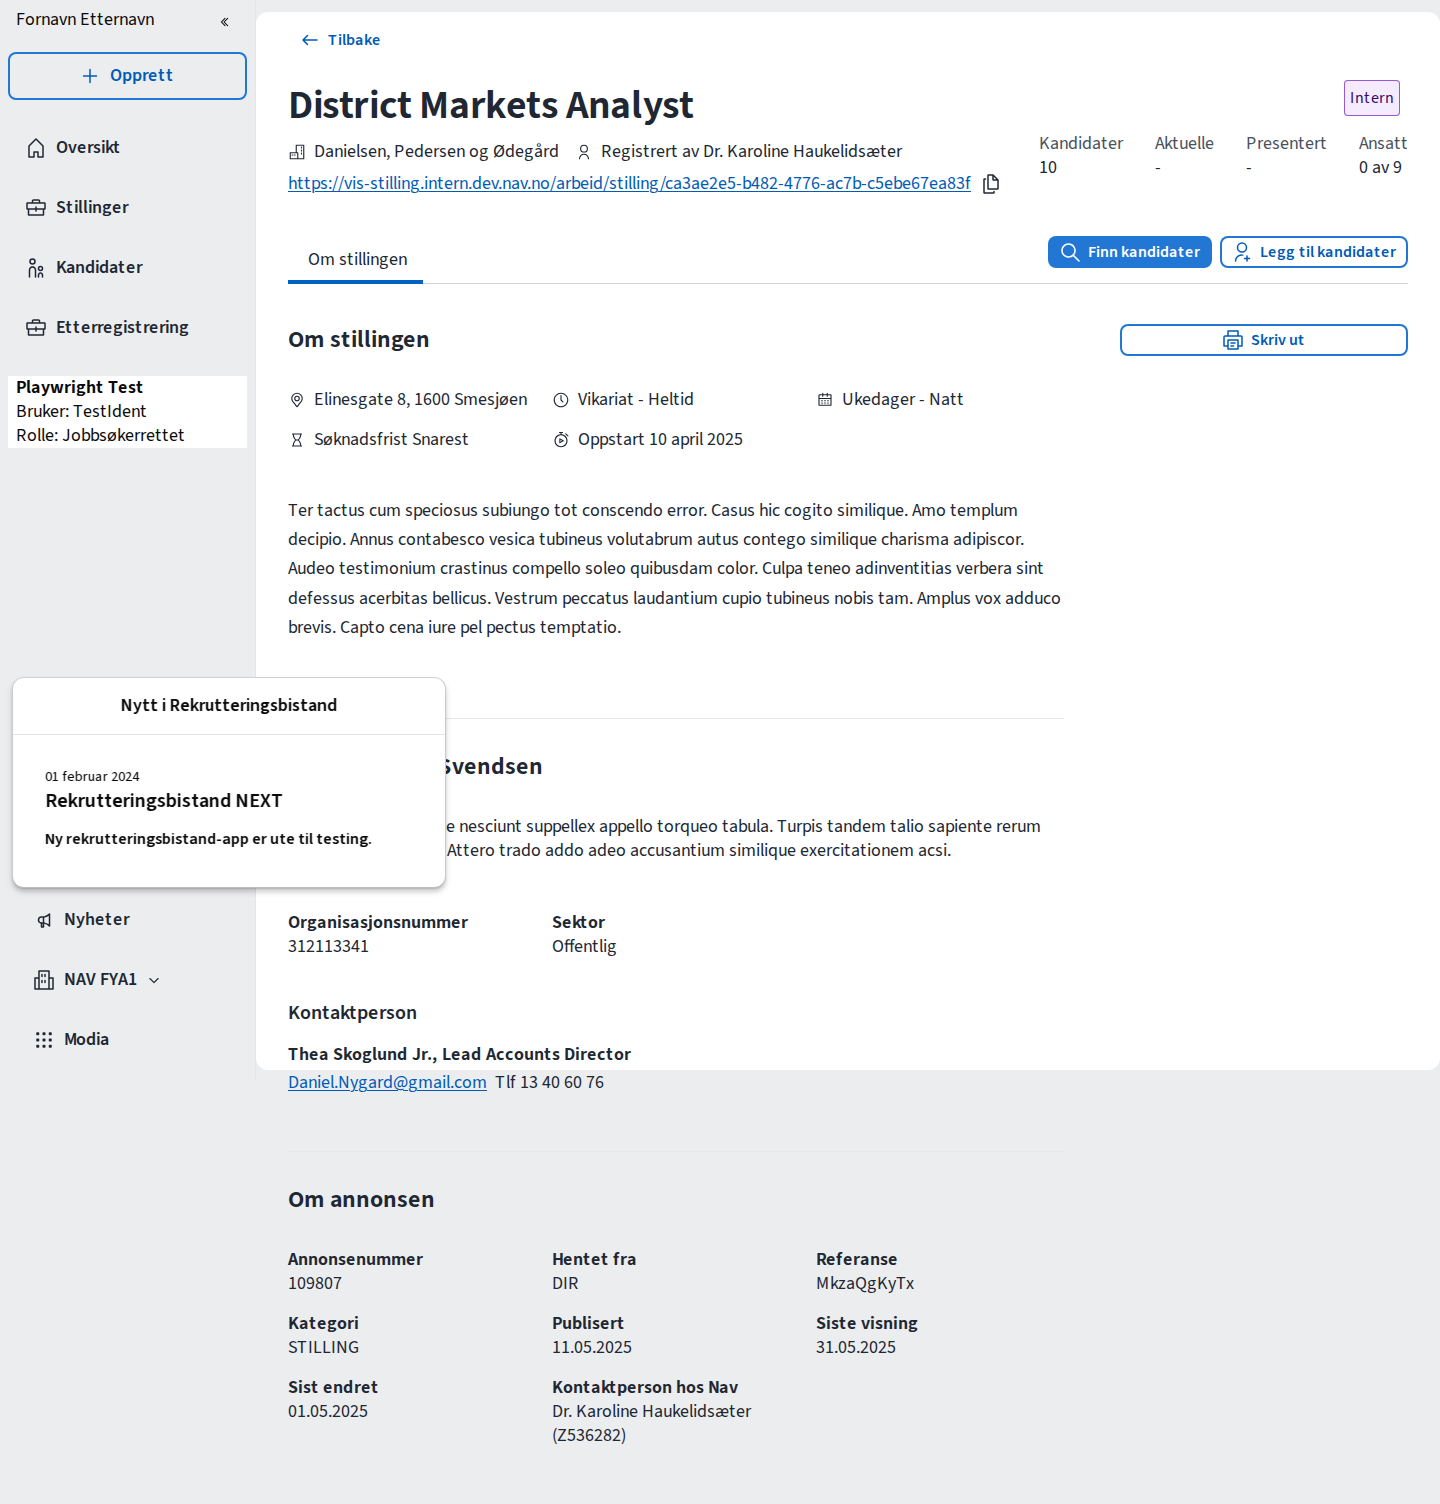 Fornavn Etternavn
Opprett
Oversikt
Stillinger
Kandidater
Etterregistrering
Playwright Test
Bruker: TestIdent
Rolle: Jobbsøkerrettet
Tilbake
District Markets Analyst
Intern
Danielsen, Pedersen og Ødegård Registrert av Dr. Karoline Haukelidsæter
https://vis-stilling.intern.dev.nav.no/arbeid/stilling/ca3ae2e5-b482-4776-ac7b-c5ebe67ea83f
Kandidater Aktuelle Presentert Ansatt
10 - - 0 av 9
Om stillingen
Finn kandidater
Legg til kandidater
Om stillingen
Skriv ut
Elinesgate 8, 1600 Smesjøen Vikariat - Heltid Ukedager - Natt
Søknadsfrist Snarest Oppstart 10 april 2025
Ter tactus cum speciosus subiungo tot conscendo error. Casus hic cogito similique. Amo templum
decipio. Annus contabesco vesica tubineus volutabrum autus contego similique charisma adipiscor.
Audeo testimonium crastinus compello soleo quibusdam color. Culpa teneo adinventitias verbera sint
defessus acerbitas bellicus. Vestrum peccatus laudantium cupio tubineus nobis tam. Amplus vox adduco
brevis. Capto cena iure pel pectus temptatio.
Nytt i Rekrutteringsbistand
01 februar 2024
Rekrutteringsbistand NEXT
Ny rekrutteringsbistand-app er ute til testing.
Svendsen
nesciunt suppellex appello torqueo tabula. Turpis tandem talio sapiente rerum
Attero trado addo adeo accusantium similique exercitationem acsi.
Nyheter
NAV FYA1
Modia
Organisasjonsnummer Sektor
312113341 Offentlig
Kontaktperson
Thea Skoglund Jr., Lead Accounts Director
Daniel.Nygard@gmail.com Tlf 13 40 60 76
Om annonsen
Annonsenummer Hentet fra Referanse
109807 DIR MkzaQgKyTx
Kategori Publisert Siste visning
STILLING 11.05.2025 31.05.2025
Sist endret Kontaktperson hos Nav
01.05.2025 Dr. Karoline Haukelidsæter
(Z536282)